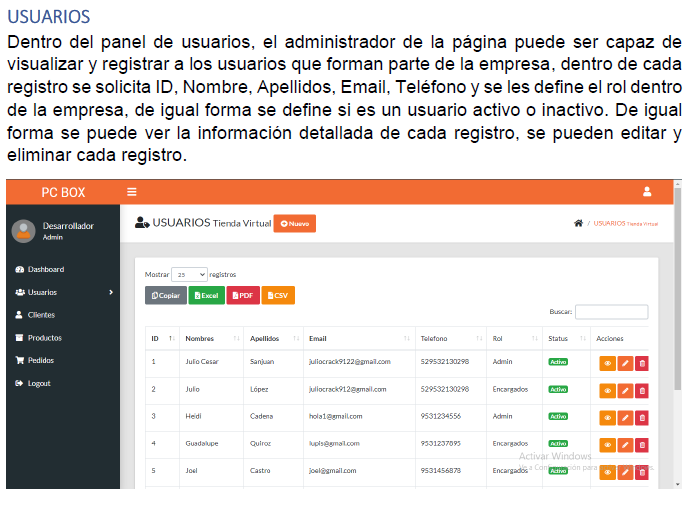 USUARIOS
Dentro del panel de usuarios, el administrador de la página puede ser capaz de
visualizar y registrar a los usuarios que forman parte de la empresa, dentro de cada
registro se solicita ID, Nombre, Apellidos, Email, Teléfono y se les define el rol dentro
de la empresa, de igual forma se define si es un usuario activo o inactivo. De igual
forma se puede ver la información detallada de cada registro, se pueden editar y
eliminar cada registro.
PC BOX
Desarrollador
Admin
Dashboard
Usuarios
Clientes
Productos
Pedidos
Logout
USUARIOS Tienda Virtual Nuevo
/ USUARIOS Tienda Virtual
Mostrar 25 registros
Copiar Excel PDF CSV
Buscar:
ID Nombres Apellidos Email Telefono Rol Status Acciones
1 Julio Cesar Sanjuan juliocrack9122@gmail.com 529532130298 Admin Activo
2 Julio López juliocrack912@gmail.com 529532130298 Encargados Activo
3 Heidi Cadena hola1@gmail.com 9531234556 Admin Activo
4 Guadalupe Quiroz lupis@gmail.com 9531237895 Encargados Activo
5 Joel Castro joel@gmail.com 9531456878 Encargados Activo
Activar Windows